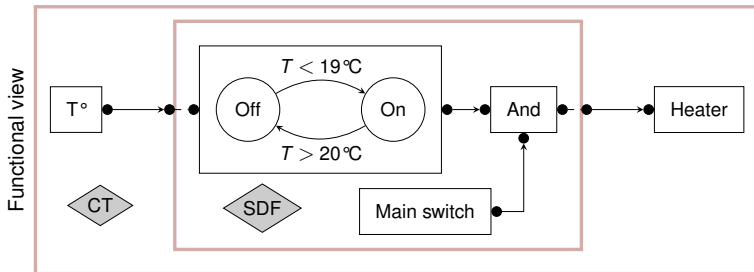 Functional view
T°
Off
T < 19°C
On
T > 20°C
And
Heater
CT
SDF
Main switch